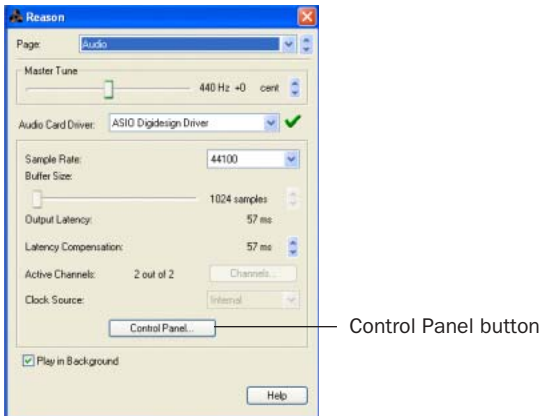 Reason
Page: Audio
Master Tune
440 Hz +0 cent
Audio Card Driver: ASIO Digidesign Driver
Sample Rate: 44100
Buffer Size:
1024 samples
Output Latency: 57 ms
Latency Compensation: 57 ms
Active Channels: 2 out of 2 Channels...
Clock Source: Internal
Control Panel... Control Panel button
Play in Background
Help